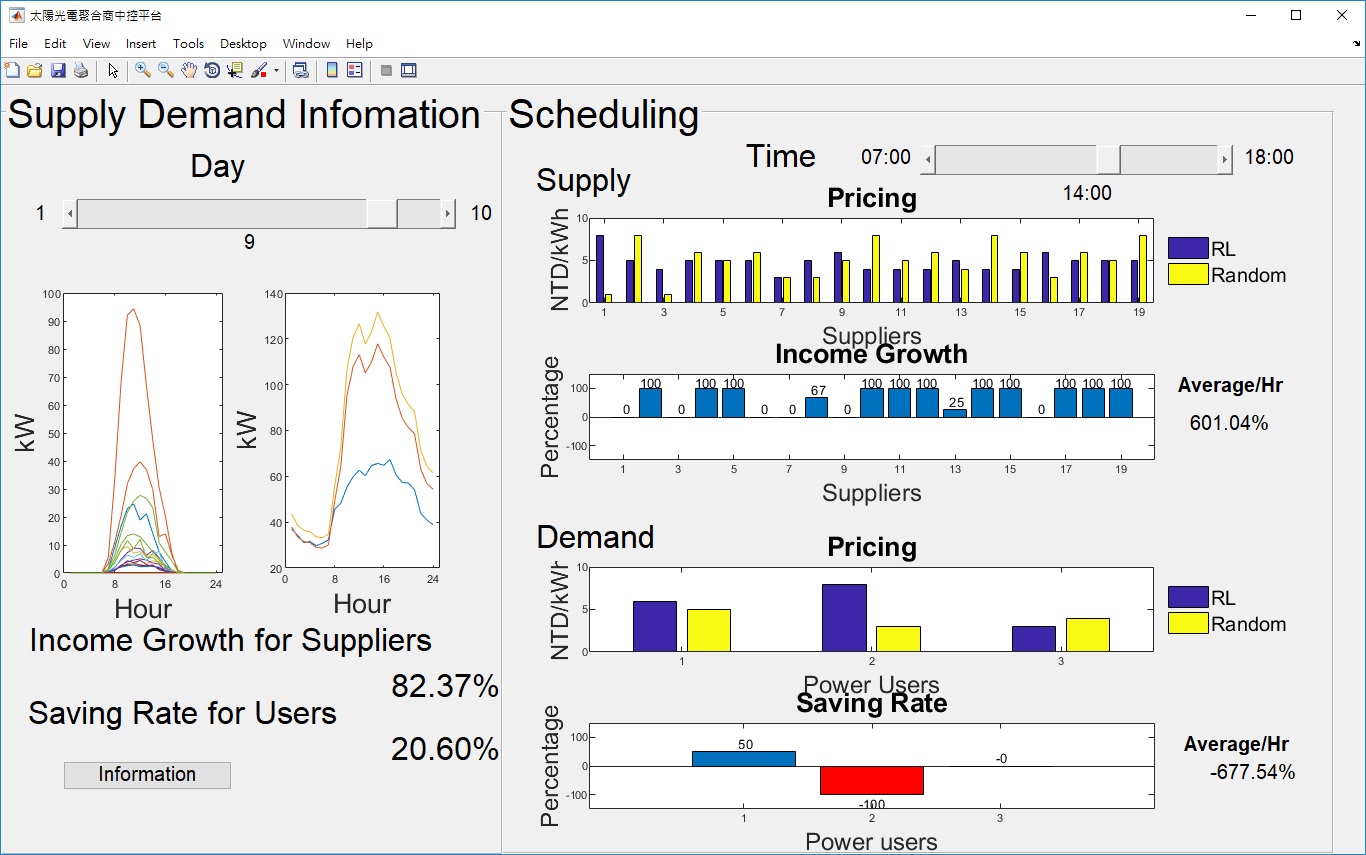 太陽光電聚合商中控平台
File Edit View Insert Tools Desktop Window Help
Supply Demand Infomation
Day
1 10
9
140
120
100
80
60
40
20
0 8 16 24
kW
Hour
100
90
80
70
60
50
40
30
20
10
0
0 8 16 24
kW
Hour
Income Growth for Suppliers
82.37%
Saving Rate for Users
20.60%
Information
Scheduling
Time 07:00 18:00
14:00
Supply
Pricing
NTD/kWh
10
5
0
1 3 5 7 9 11 13 15 17 19
Suppliers
RL
Random
Income Growth
Percentage
100
0
-100
0 100 0 100 100 0 0 67 0 100 100 100 25 100 100 0 100 100 100
1 3 5 7 9 11 13 15 17 19
Suppliers
Average/Hr
601.04%
Demand
Pricing
NTD/kWh
10
5
0
1 2 3
Power Users
RL
Random
Saving Rate
Percentage
100
0
-100
50 -100 -0
1 2 3
Power users
Average/Hr
-677.54%